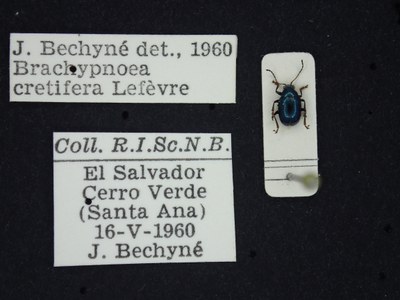 J. Bechyné det., 1960
Brachypnoea
cretifera Lefèvre
Coll. R.I.Sc.N.B.
El Salvador
Cerro Verde
(Santa Ana)
16-V-1960
J. Bechyné